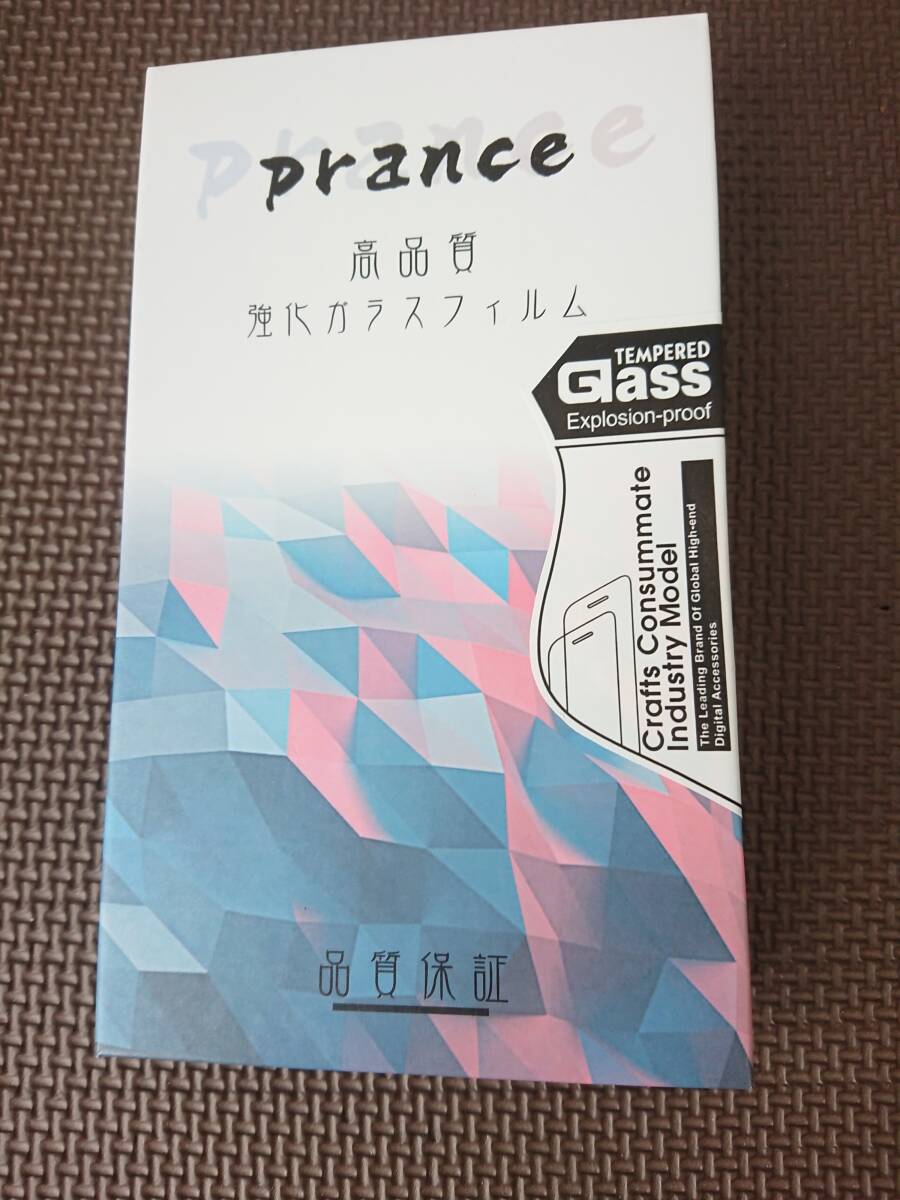 prance
prance
高品質
強化ガラスフィルム
TEMPERED
Glass
Explosion-proof
Crafts Consummate
Industry Model
The Leading Brand Of Global High-end
Digital Accessories
品質保証